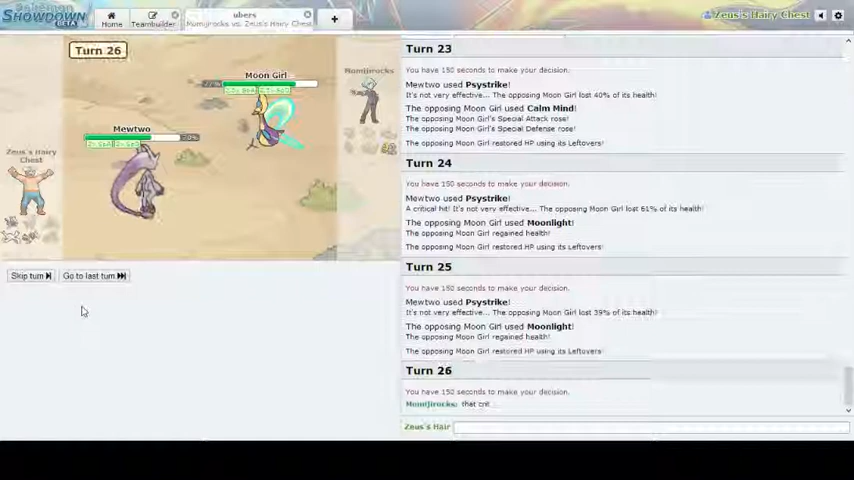 Pokémon
SHOWDOWN
BETA
Home
Teambuilder
ubers
Momijirocks vs. Zeus's Hairy Chest
Zeus's Hairy Chest
Turn 26
Moon Girl
77%
Momijirocks
Mewtwo
70%
Zeus's Hairy
Chest
Skip turn
Go to last turn
Turn 23
You have 150 seconds to make your decision.
Mewtwo used Psystrike!
It's not very effective... The opposing Moon Girl lost 40% of its health!
The opposing Moon Girl used Calm Mind!
The opposing Moon Girl's Special Attack rose!
The opposing Moon Girl's Special Defense rose!
The opposing Moon Girl restored HP using its Leftovers!
Turn 24
You have 150 seconds to make your decision.
Mewtwo used Psystrike!
A critical hit! It's not very effective... The opposing Moon Girl lost 61% of its health!
The opposing Moon Girl used Moonlight!
The opposing Moon Girl regained health!
The opposing Moon Girl restored HP using its Leftovers!
Turn 25
You have 150 seconds to make your decision.
Mewtwo used Psystrike!
It's not very effective... The opposing Moon Girl lost 39% of its health!
The opposing Moon Girl used Moonlight!
The opposing Moon Girl regained health!
The opposing Moon Girl restored HP using its Leftovers!
Turn 26
You have 150 seconds to make your decision.
Momijirocks: that crit
Zeus's Hair